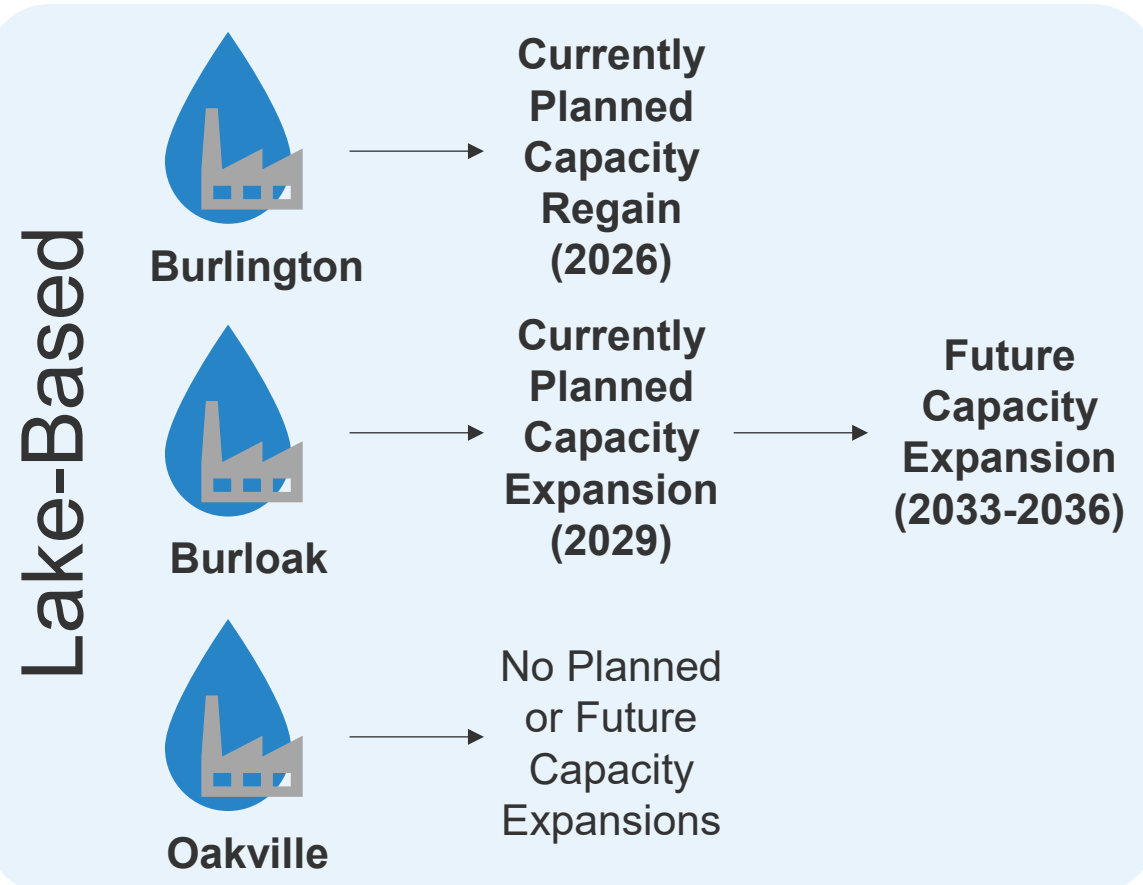 Lake-Based
Burlington
Currently
Planned
Capacity
Regain
(2026)
Burloak
Currently
Planned
Capacity
Expansion
(2029)
Future
Capacity
Expansion
(2033-2036)
Oakville
No Planned
or Future
Capacity
Expansions